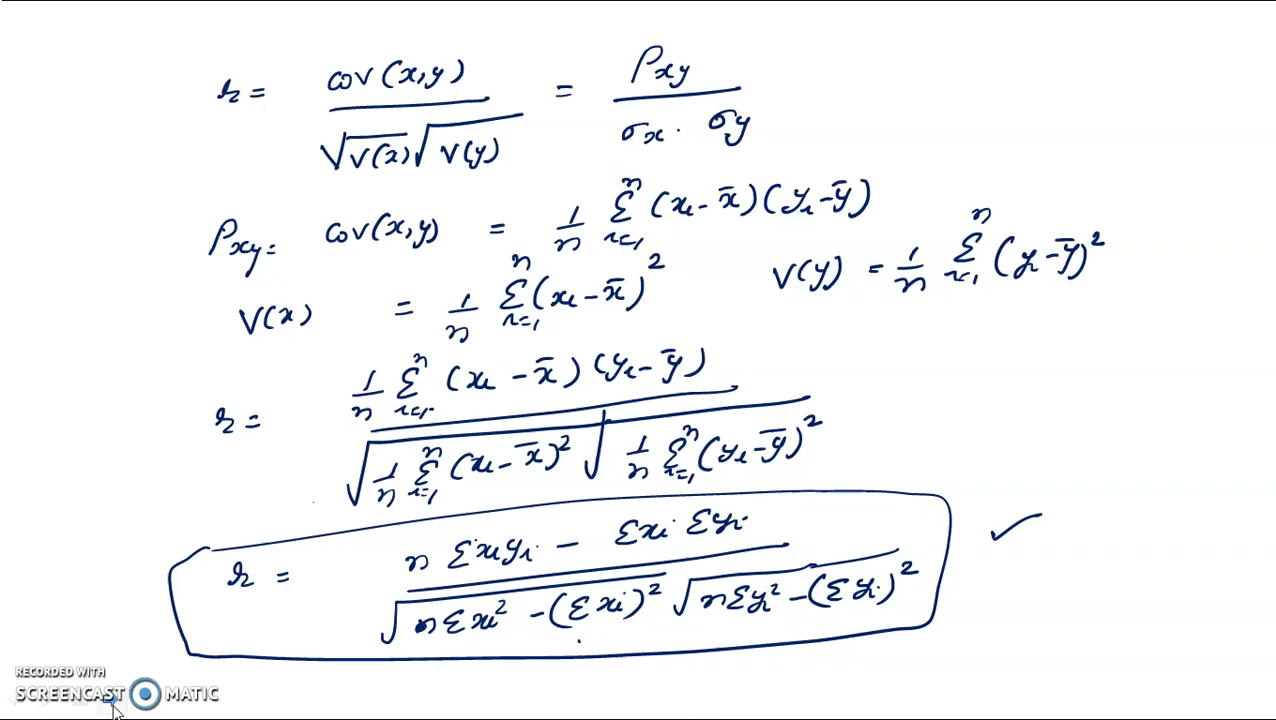 r = cov(x,y) / √V(x) √V(y) = Pxy / σx · σy
Pxy = cov(x,y) = 1/n Σ_{i=1}^{n} (xi - x̄)(yi - ȳ)
V(x) = 1/n Σ_{i=1}^{n} (xi - x̄)² V(y) = 1/n Σ_{i=1}^{n} (yi - ȳ)²
r = 1/n Σ_{i=1}^{n} (xi - x̄)(yi - ȳ) / √(1/n Σ_{i=1}^{n} (xi - x̄)²) √(1/n Σ_{i=1}^{n} (yi - ȳ)²)
r = n Σxiyi - Σxi Σyi / √(nΣxi² - (Σxi)²) √(nΣyi² - (Σyi)²) ✓
RECORDED WITH
SCREENCAST MATIC